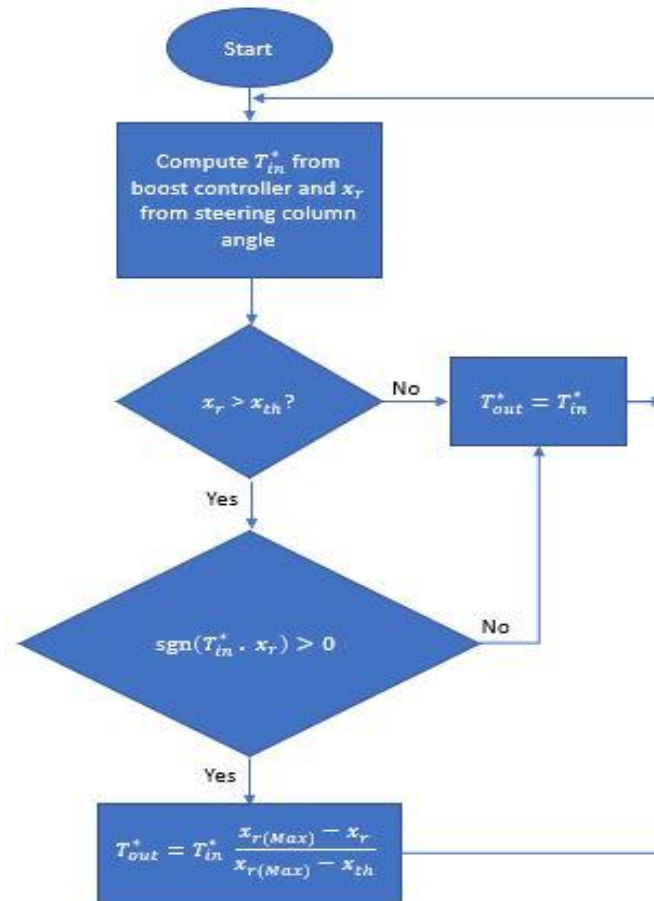 Start
Compute T*in from
boost controller and xr
from steering column
angle
xr > xth?
No
T*out = T*in
Yes
sgn(T*in . xr) > 0
No
Yes
T*out = T*in (xr(Max) − xr) / (xr(Max) − xth)